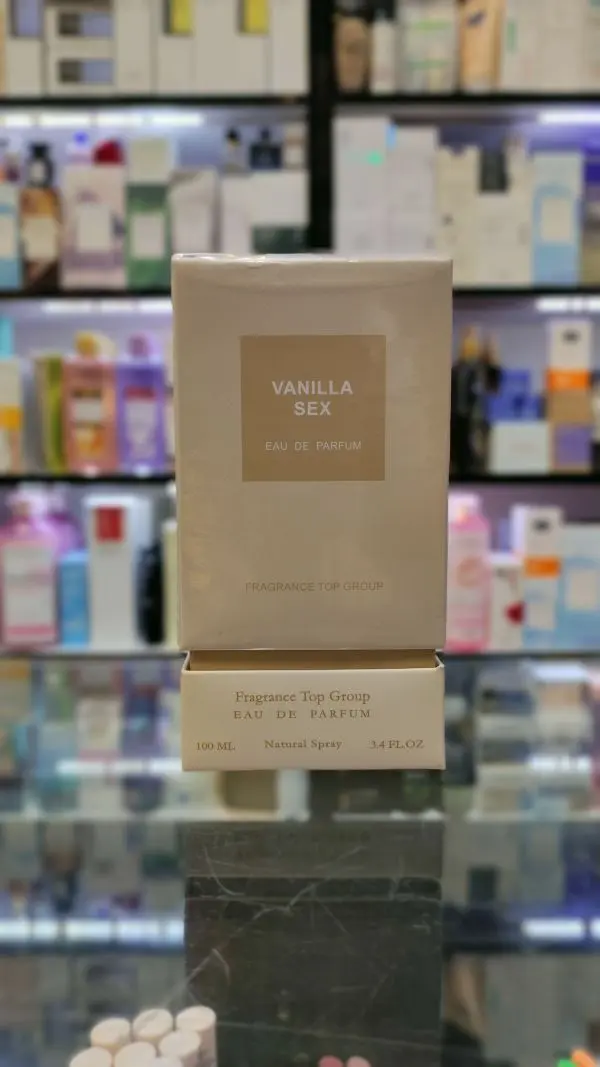 VANILLA
SEX
EAU DE PARFUM
FRAGRANCE TOP GROUP
Fragrance Top Group
EAU DE PARFUM
100 ML Natural Spray 3.4 FL.OZ